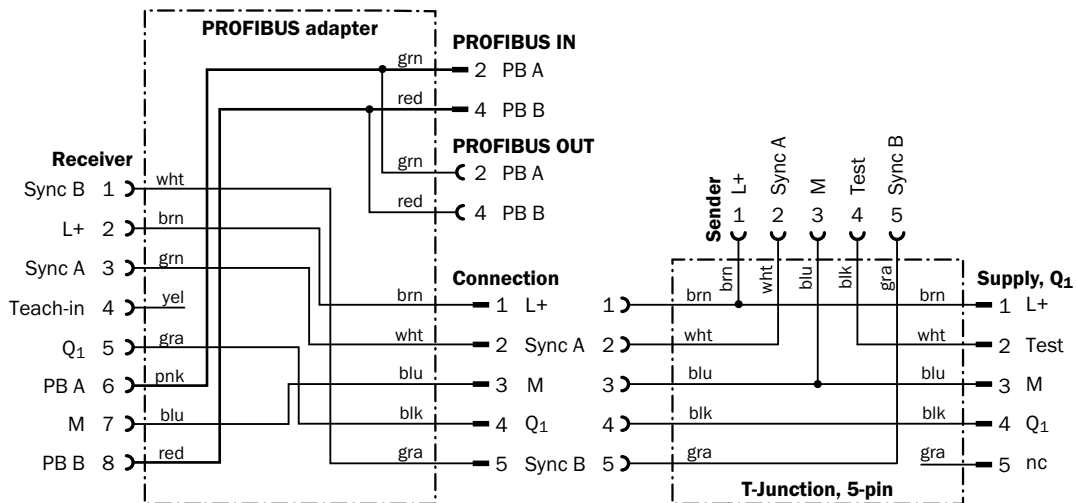 PROFIBUS adapter
PROFIBUS IN
grn 2 PB A
red 4 PB B
PROFIBUS OUT
grn 2 PB A
red 4 PB B
Receiver
Sync B 1 wht
L+ 2 brn
Sync A 3 grn
Teach-in 4 yel
Q1 5 gra
PB A 6 pnk
M 7 blu
PB B 8 red
Connection
brn 1 L+
wht 2 Sync A
blu 3 M
blk 4 Q1
gra 5 Sync B
Sender
L+ Sync A M Test Sync B
1 2 3 4 5
brn wht blu blk gra
Supply, Q1
1 brn brn 1 L+
2 wht wht 2 Test
3 blu blu 3 M
4 blk blk 4 Q1
5 gra gra 5 nc
T-Junction, 5-pin